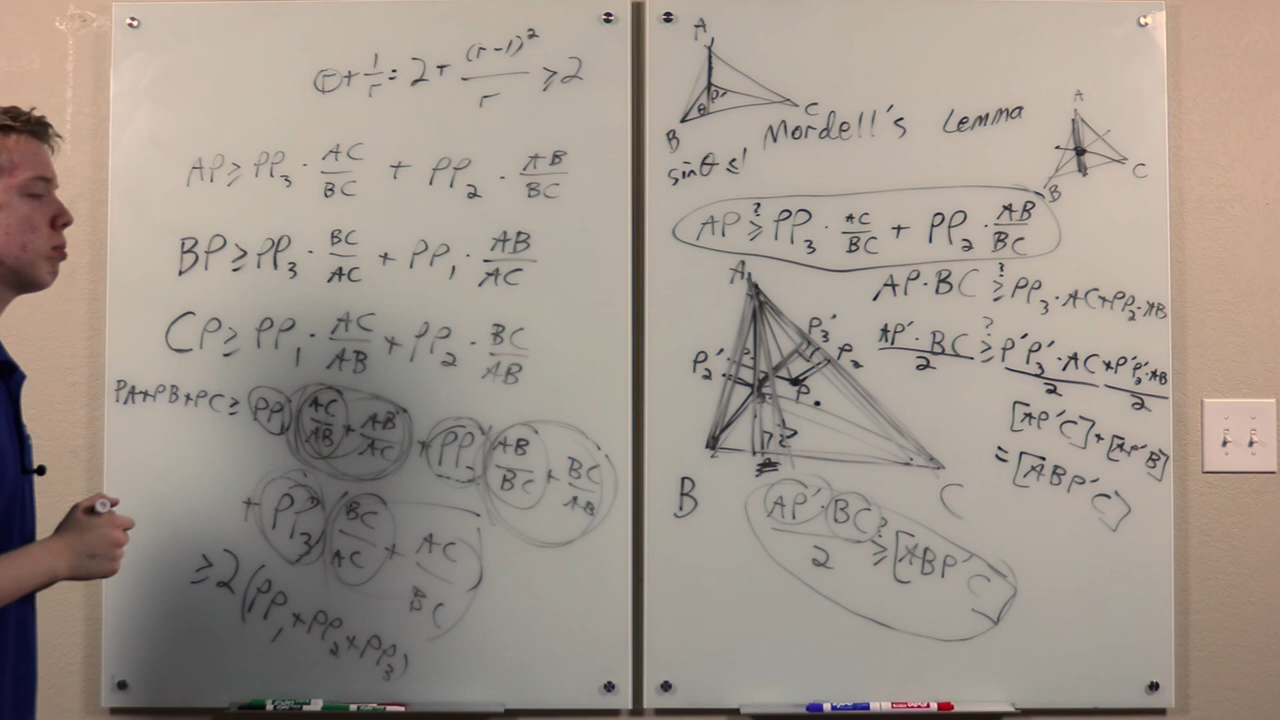 r + 1/r = 2 + (r-1)²/r ≥ 2
AP ≥ PP₃ · AC/BC + PP₂ · AB/BC
BP ≥ PP₃ · BC/AC + PP₁ · AB/AC
CP ≥ PP₁ · AC/AB + PP₂ · BC/AB
PA+PB+PC ≥ PP₁ (AC/AB + AB/AC) + PP₂ (AB/BC + BC/AB)
+ PP₃ (BC/AC + AC/BC)
≥ 2(PP₁ + PP₂ + PP₃)
A
θ P'
B C
Mordell's Lemma
sinθ ≤ 1
A
B C
AP ≥? PP₃ · AC/BC + PP₂ · AB/BC
AP · BC ≥? PP₃ · AC + PP₂ · AB
AP' · BC/2 ≥? P'P₃' · AC/2 + P'P₂' · AB/2
[AP'C] + [AP'B]
= [ABP'C]
A
P₃'
P₂' P₂
P
B C
AP' · BC/2 ≥? [ABP'C]